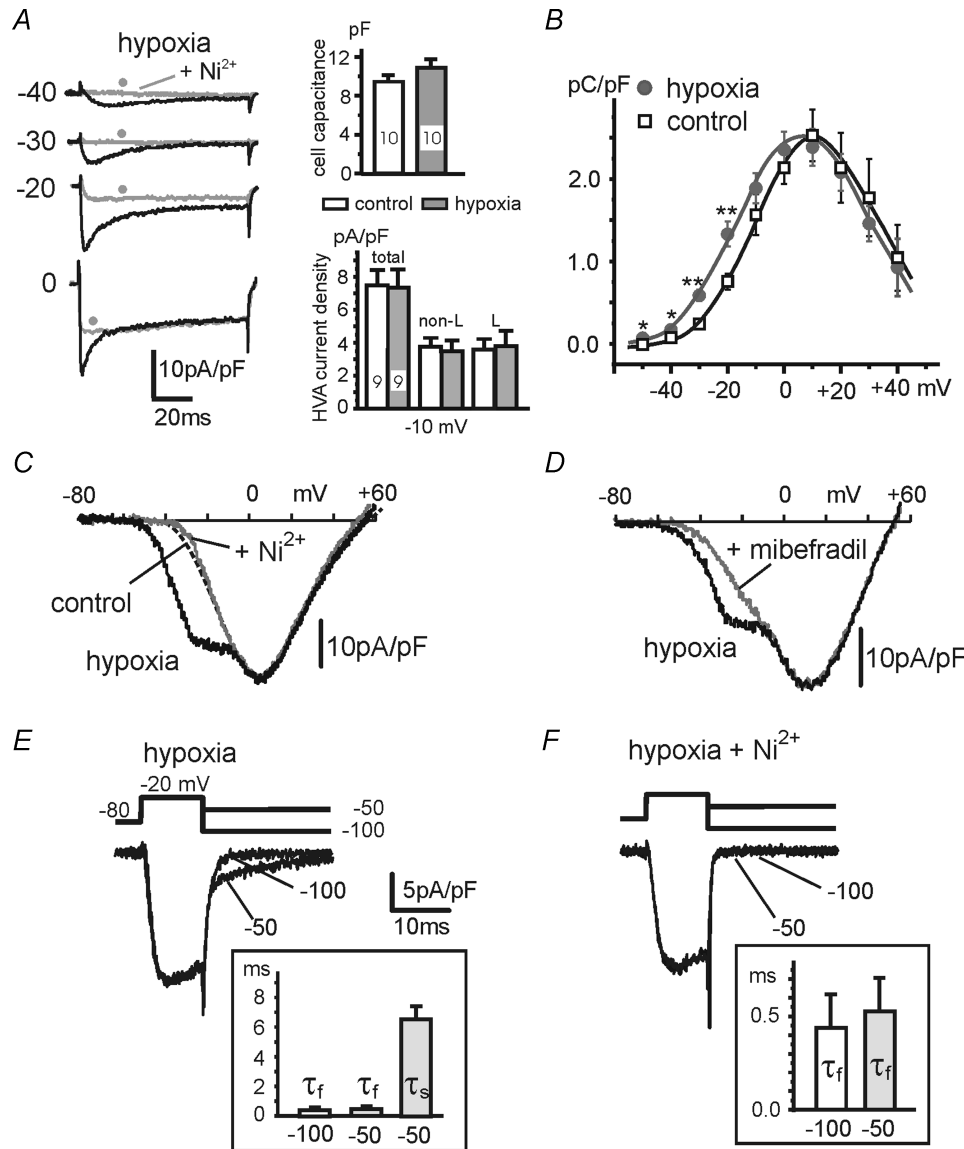 A
hypoxia
+ Ni2+
-40
-30
-20
0
10pA/pF
20ms
pF
cell capacitance
12
8
4
0
10
10
control
hypoxia
pA/pF
HVA current density
total
non-L
L
8
6
4
2
0
9
9
-10 mV
B
pC/pF
hypoxia
control
2.0
1.0
0.0
*
*
**
**
-40
-20
0
+20
+40 mV
C
-80
0
mV
+60
+ Ni2+
control
hypoxia
10pA/pF
D
-80
0
mV
+60
+ mibefradil
hypoxia
10pA/pF
E
hypoxia
-20 mV
-80
-50
-100
-100
-50
5pA/pF
10ms
ms
8
6
4
2
0
τf
τf
τs
-100
-50
-50
F
hypoxia + Ni2+
-100
-50
ms
0.5
0.0
τf
τf
-100
-50